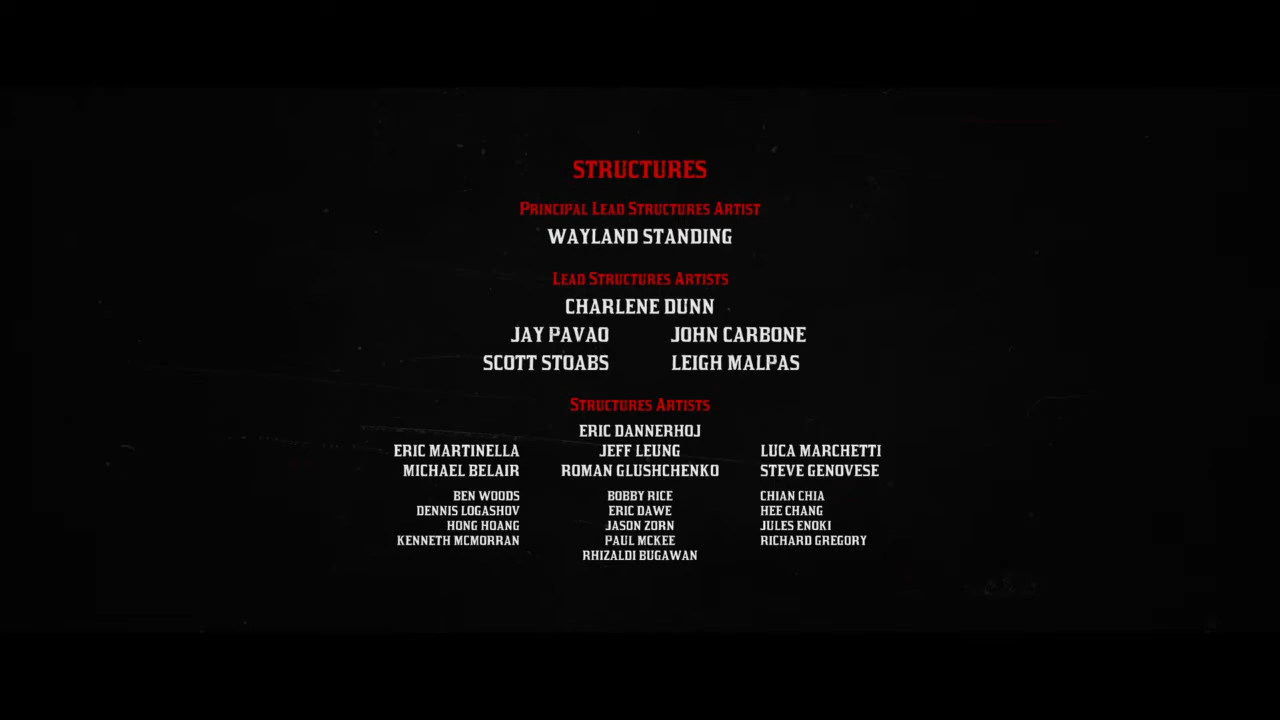 STRUCTURES
PRINCIPAL LEAD STRUCTURES ARTIST
WAYLAND STANDING
LEAD STRUCTURES ARTISTS
CHARLENE DUNN
JAY PAVAO JOHN CARBONE
SCOTT STOABS LEIGH MALPAS
STRUCTURES ARTISTS
ERIC DANNERHOJ
ERIC MARTINELLA JEFF LEUNG LUCA MARCHETTI
MICHAEL BELAIR ROMAN GLUSHCHENKO STEVE GENOVESE
BEN WOODS BOBBY RICE CHIAN CHIA
DENNIS LOGASHOV ERIC DAWE HEE CHANG
HONG HOANG JASON ZORN JULES ENOKI
KENNETH MCMORRAN PAUL MCKEE RICHARD GREGORY
RHIZALDI BUGAWAN